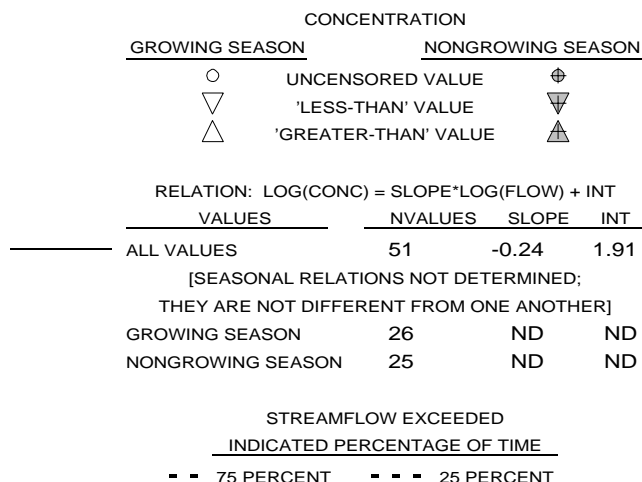 CONCENTRATION
GROWING SEASON NONGROWING SEASON
UNCENSORED VALUE
'LESS-THAN' VALUE
'GREATER-THAN' VALUE
RELATION: LOG(CONC) = SLOPE*LOG(FLOW) + INT
VALUES NVALUES SLOPE INT
ALL VALUES 51 -0.24 1.91
[SEASONAL RELATIONS NOT DETERMINED;
THEY ARE NOT DIFFERENT FROM ONE ANOTHER]
GROWING SEASON 26 ND ND
NONGROWING SEASON 25 ND ND
STREAMFLOW EXCEEDED
INDICATED PERCENTAGE OF TIME
75 PERCENT 25 PERCENT